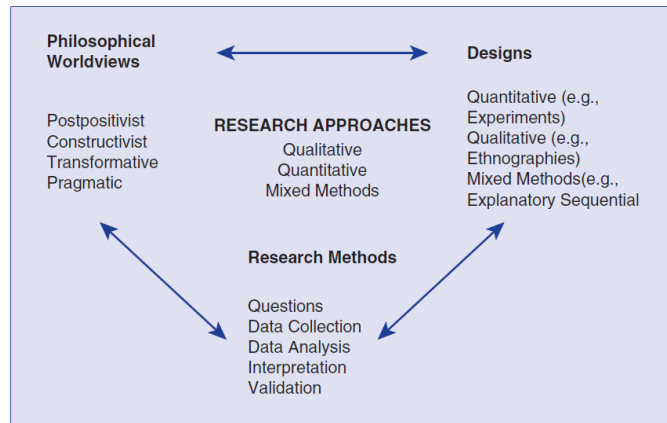 Philosophical
Worldviews
Postpositivist
Constructivist
Transformative
Pragmatic
RESEARCH APPROACHES
Qualitative
Quantitative
Mixed Methods
Designs
Quantitative (e.g.,
Experiments)
Qualitative (e.g.,
Ethnographies)
Mixed Methods(e.g.,
Explanatory Sequential
Research Methods
Questions
Data Collection
Data Analysis
Interpretation
Validation